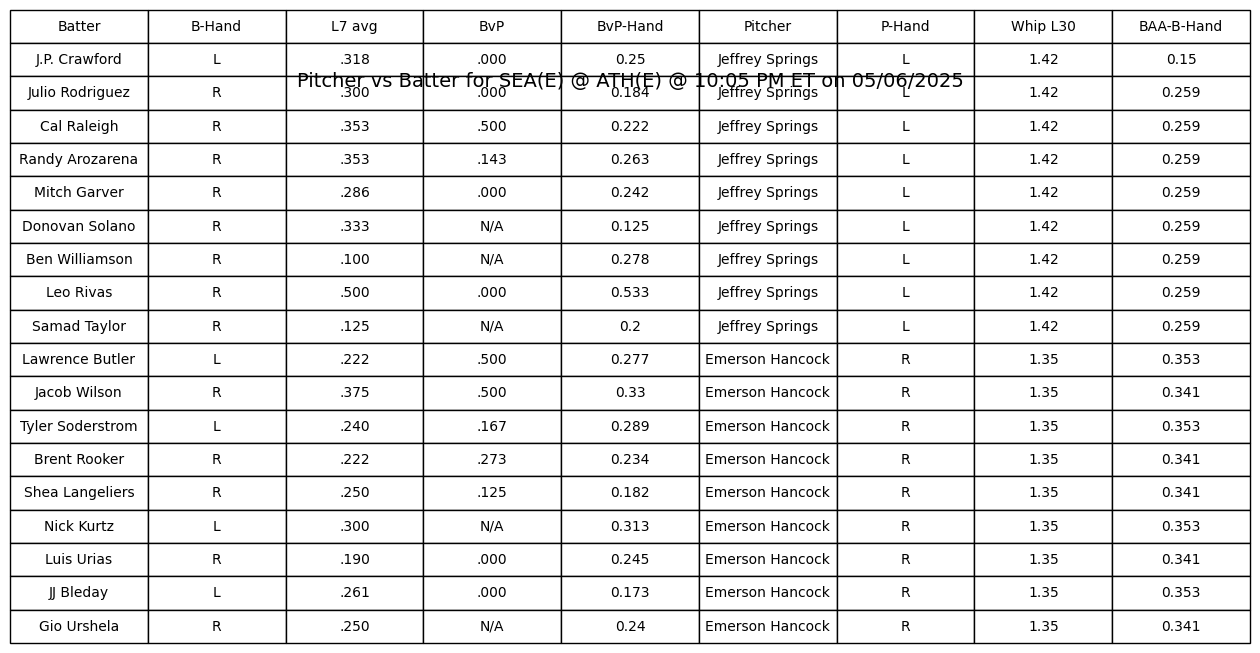 Batter B-Hand L7 avg BvP BvP-Hand Pitcher P-Hand Whip L30 BAA-B-Hand
J.P. Crawford L .318 .000 0.25 Jeffrey Springs L 1.42 0.15
Pitcher vs Batter for SEA(E) @ ATH(E) @ 10:05 PM ET on 05/06/2025
Julio Rodriguez R .300 .000 0.184 Jeffrey Springs L 1.42 0.259
Cal Raleigh R .353 .500 0.222 Jeffrey Springs L 1.42 0.259
Randy Arozarena R .353 .143 0.263 Jeffrey Springs L 1.42 0.259
Mitch Garver R .286 .000 0.242 Jeffrey Springs L 1.42 0.259
Donovan Solano R .333 N/A 0.125 Jeffrey Springs L 1.42 0.259
Ben Williamson R .100 N/A 0.278 Jeffrey Springs L 1.42 0.259
Leo Rivas R .500 .000 0.533 Jeffrey Springs L 1.42 0.259
Samad Taylor R .125 N/A 0.2 Jeffrey Springs L 1.42 0.259
Lawrence Butler L .222 .500 0.277 Emerson Hancock R 1.35 0.353
Jacob Wilson R .375 .500 0.33 Emerson Hancock R 1.35 0.341
Tyler Soderstrom L .240 .167 0.289 Emerson Hancock R 1.35 0.353
Brent Rooker R .222 .273 0.234 Emerson Hancock R 1.35 0.341
Shea Langeliers R .250 .125 0.182 Emerson Hancock R 1.35 0.341
Nick Kurtz L .300 N/A 0.313 Emerson Hancock R 1.35 0.353
Luis Urias R .190 .000 0.245 Emerson Hancock R 1.35 0.341
JJ Bleday L .261 .000 0.173 Emerson Hancock R 1.35 0.353
Gio Urshela R .250 N/A 0.24 Emerson Hancock R 1.35 0.341